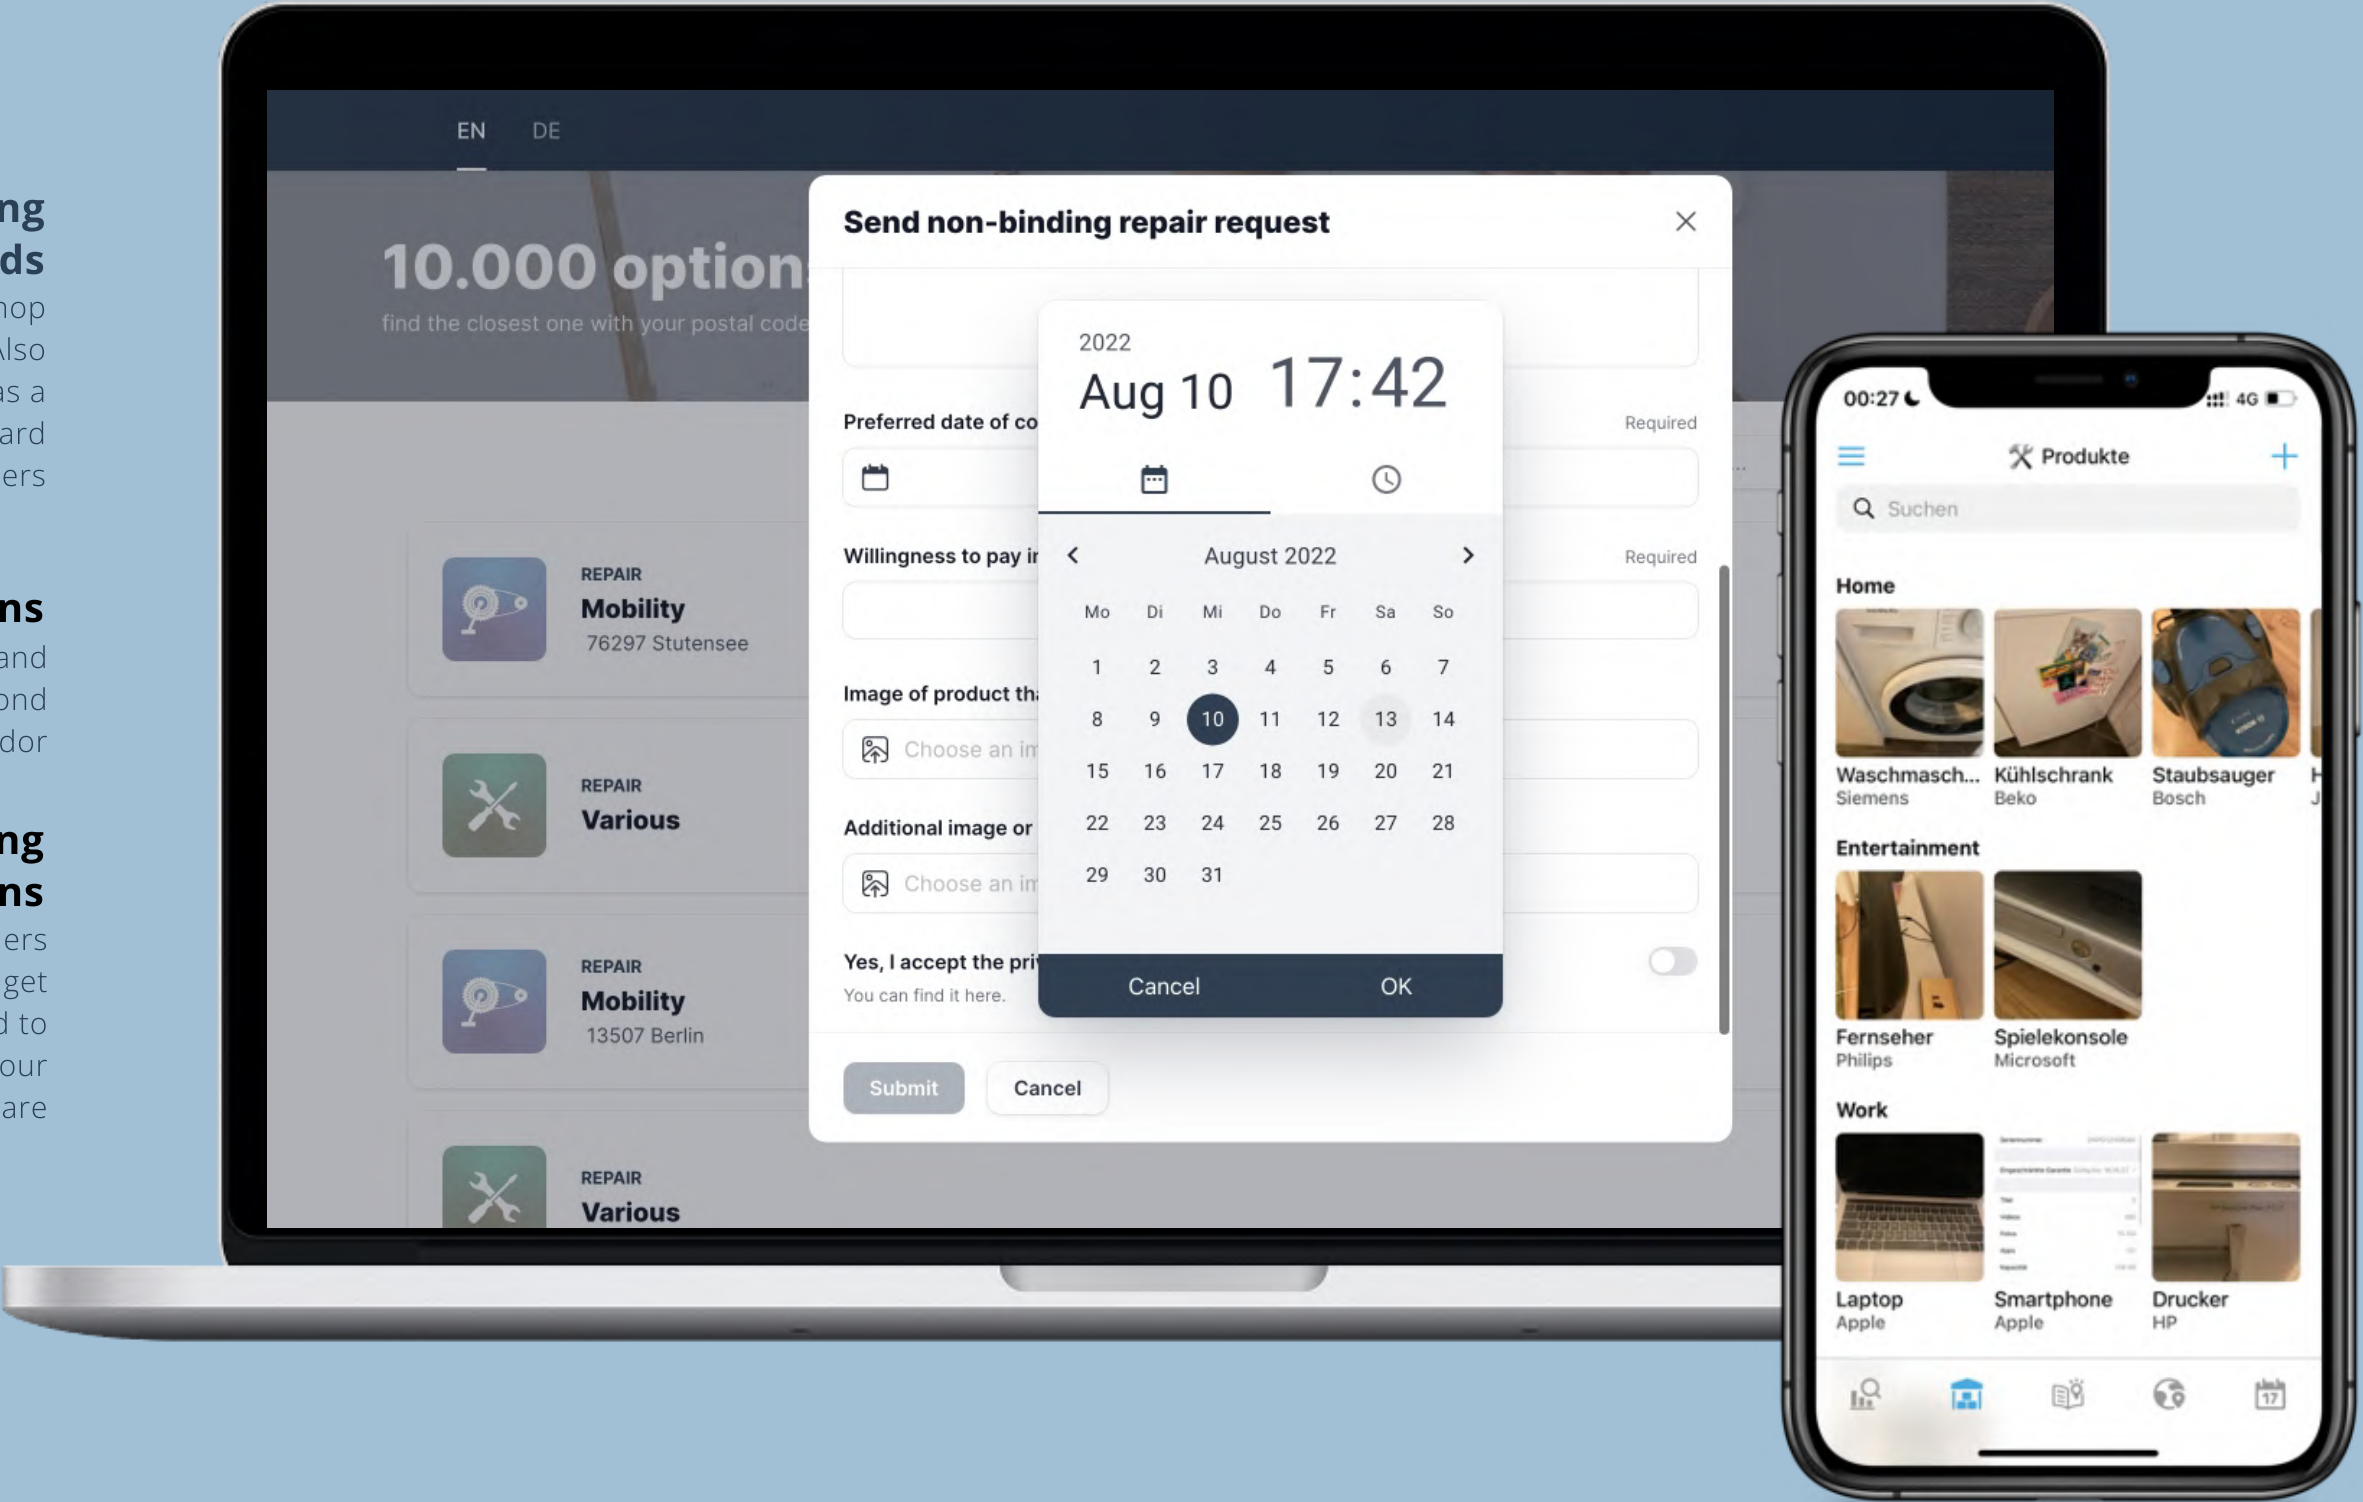 ng
ds
hop
Also
as a
ard
ers
ns
and
ond
dor
ng
ns
ers
get
d to
our
are
EN DE
10.000 option
find the closest one with your postal code
REPAIR
Mobility
76297 Stutensee
REPAIR
Various
REPAIR
Mobility
13507 Berlin
REPAIR
Various
Send non-binding repair request
Preferred date of co
Required
Willingness to pay in
Required
Image of product tha
Choose an im
Additional image or
Choose an im
Yes, I accept the pri
You can find it here.
Submit Cancel
2022
Aug 10 17:42
August 2022
Mo Di Mi Do Fr Sa So
1 2 3 4 5 6 7
8 9 10 11 12 13 14
15 16 17 18 19 20 21
22 23 24 25 26 27 28
29 30 31
Cancel OK
00:27 4G
Produkte
Suchen
Home
Waschmasch... Kühlschrank Staubsauger
Siemens Beko Bosch
Entertainment
Fernseher Spielekonsole
Philips Microsoft
Work
Laptop Smartphone Drucker
Apple Apple HP
17